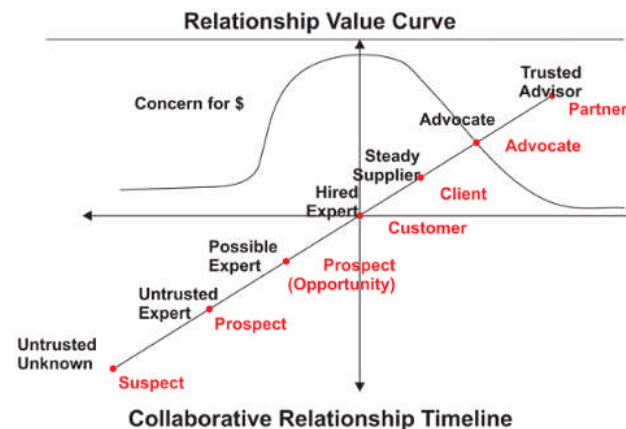 Relationship Value Curve
Concern for $
Trusted
Advisor
Partner
Advocate
Advocate
Steady
Supplier
Client
Hired
Expert
Customer
Possible
Expert
Prospect
(Opportunity)
Untrusted
Expert
Prospect
Untrusted
Unknown
Suspect
Collaborative Relationship Timeline